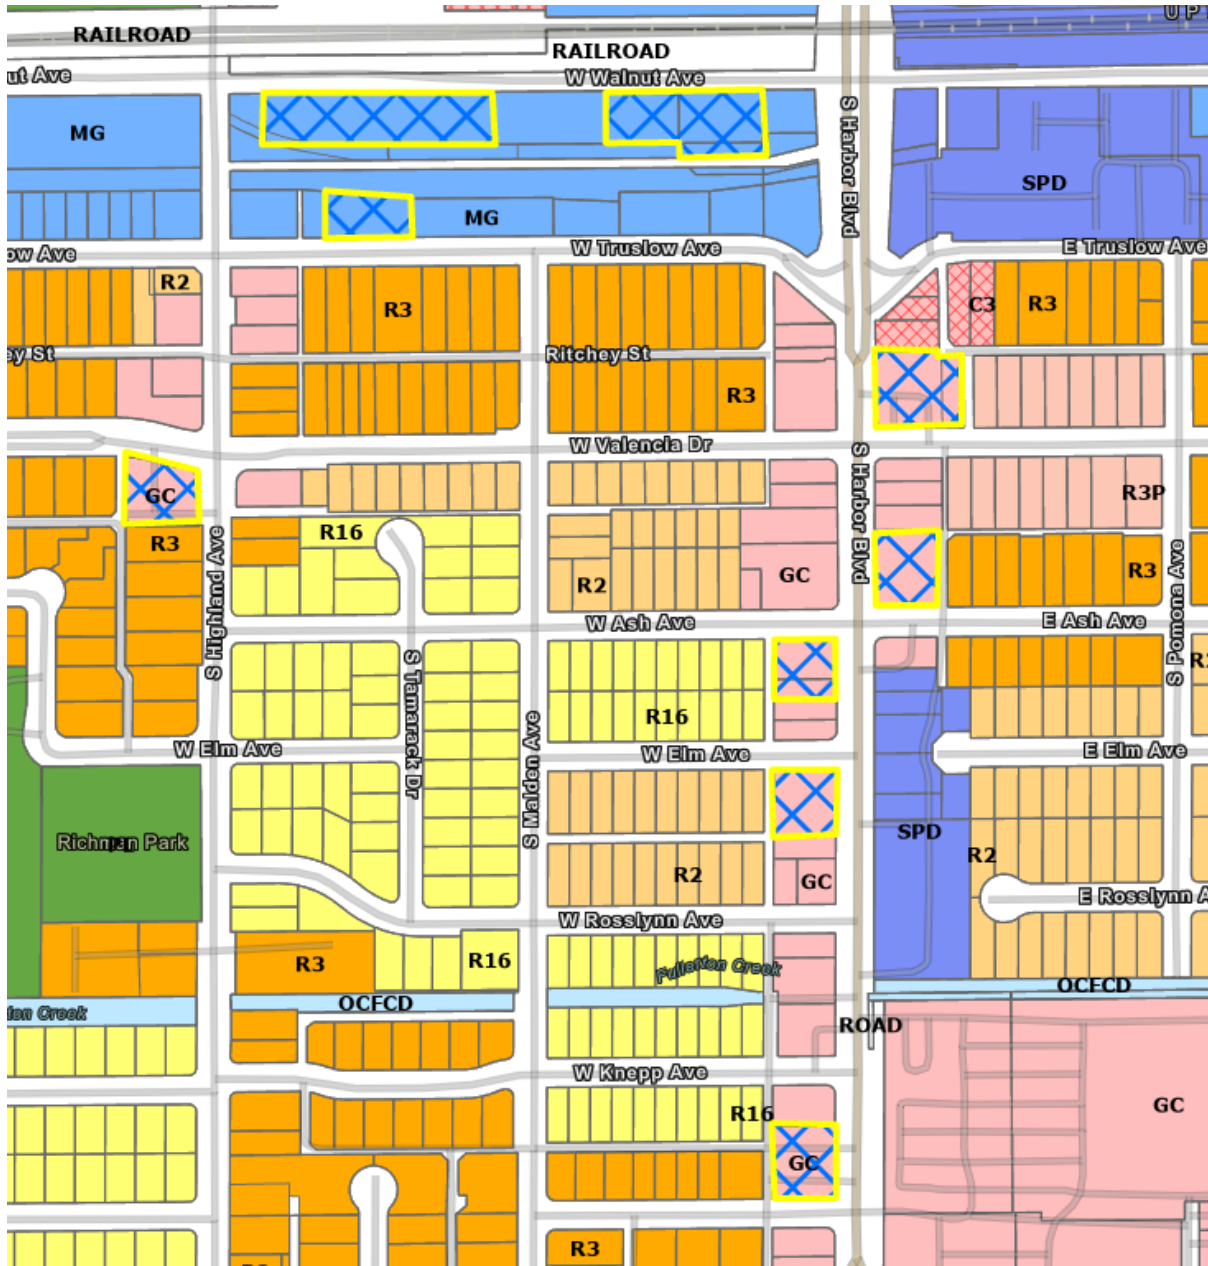 U P
RAILROAD
RAILROAD
ut Ave
W Walnut Ave
MG
S Harbor Blvd
SPD
MG
ow Ave
W Truslow Ave
E Truslow Ave
R2
R3
C3
R3
ey St
Ritchey St
R3
W Valencia Dr
S Harbor Blvd
GC
R3P
R3
R16
S Highland Ave
R2
GC
R3
S Pomona Ave
W Ash Ave
E Ash Ave
S Tamarack Dr
R16
W Elm Ave
W Elm Ave
E Elm Ave
S Malden Ave
Richman Park
SPD
R2
R2
GC
E Rosslynn A
W Rosslynn Ave
R3
R16
Fullerton Creek
OCFCD
OCFCD
ton Creek
ROAD
W Knepp Ave
R16
GC
GC
R3